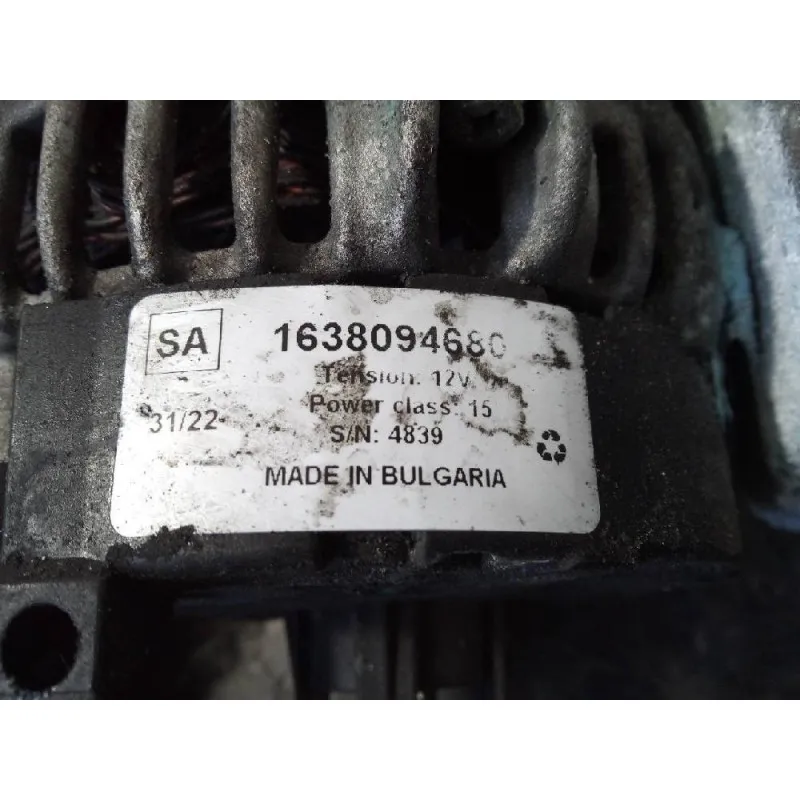 SA
1638094680
Tension: 12V
Power class: 15
31/22
S/N: 4839
MADE IN BULGARIA